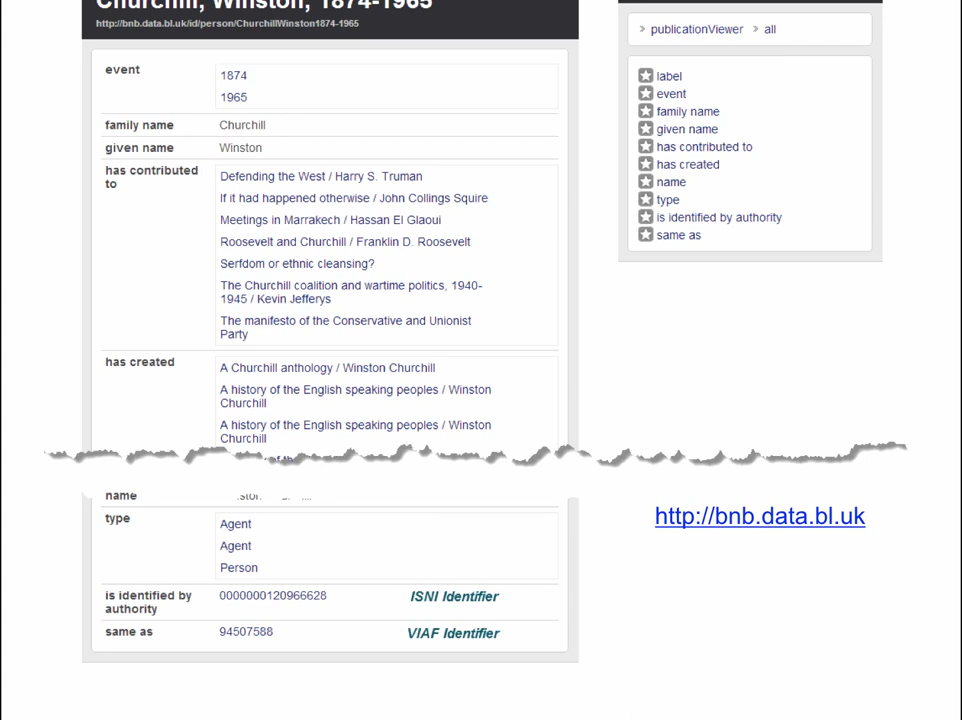 Churchill, Winston, 1874-1965
http://bnb.data.bl.uk/id/person/ChurchillWinston1874-1965
event
1874
1965
family name
Churchill
given name
Winston
has contributed
to
Defending the West / Harry S. Truman
If it had happened otherwise / John Collings Squire
Meetings in Marrakech / Hassan El Glaoui
Roosevelt and Churchill / Franklin D. Roosevelt
Serfdom or ethnic cleansing?
The Churchill coalition and wartime politics, 1940-
1945 / Kevin Jefferys
The manifesto of the Conservative and Unionist
Party
has created
A Churchill anthology / Winston Churchill
A history of the English speaking peoples / Winston
Churchill
A history of the English speaking peoples / Winston
Churchill
name
type
Agent
Agent
Person
is identified by
authority
0000000120966628
ISNI Identifier
same as
94507588
VIAF Identifier
publicationViewer
all
label
event
family name
given name
has contributed to
has created
name
type
is identified by authority
same as
http://bnb.data.bl.uk